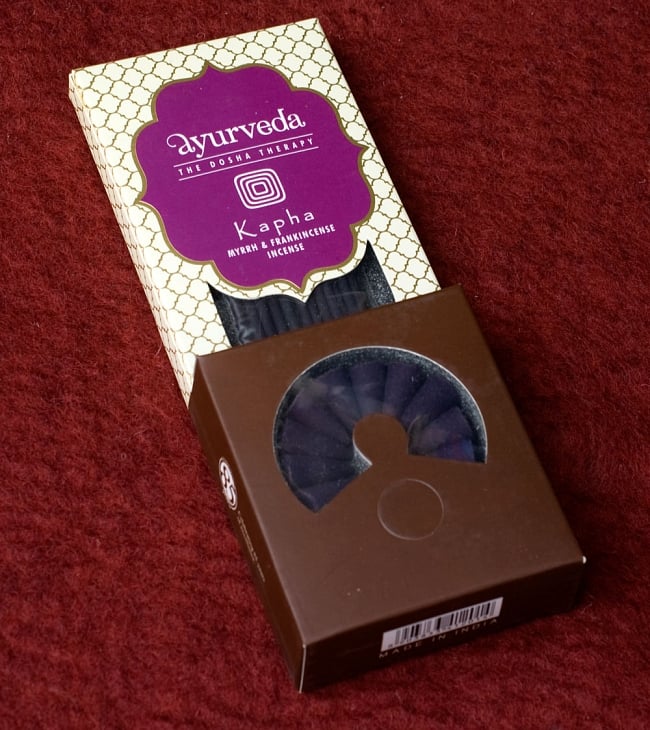 ayurveda
THE DOSHA THERAPY
Kapha
MYRRH & FRANKINCENSE
INCENSE
MADE IN INDIA